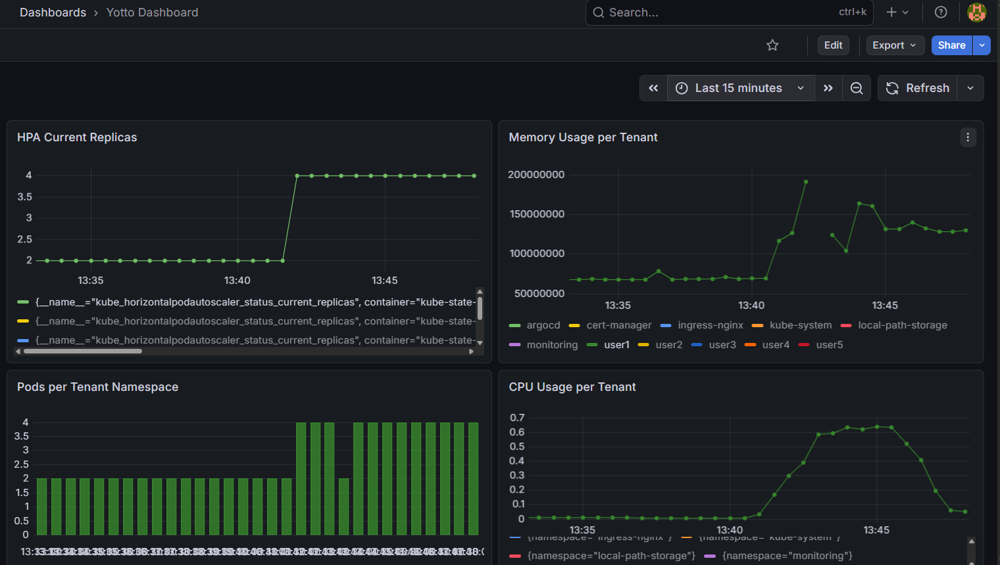 Dashboards › Yotto Dashboard
Search...
ctrl+k
Edit
Export
Share
Last 15 minutes
Refresh
HPA Current Replicas
4
3.5
3
2.5
2
13:35
13:40
13:45
{__name__="kube_horizontalpodautoscaler_status_current_replicas", container="kube-state-
{__name__="kube_horizontalpodautoscaler_status_current_replicas", container="kube-state-
{__name__="kube_horizontalpodautoscaler_status_current_replicas", container="kube-state-
Memory Usage per Tenant
200000000
150000000
100000000
50000000
13:35
13:40
13:45
argocd cert-manager ingress-nginx kube-system local-path-storage
monitoring user1 user2 user3 user4 user5
Pods per Tenant Namespace
4
3.5
3
2.5
2
1.5
1
0.5
0
CPU Usage per Tenant
0.7
0.6
0.5
0.4
0.3
0.2
0.1
0
13:35
13:40
13:45
{namespace="ingress-nginx"} {namespace="kube-system"}
{namespace="local-path-storage"} {namespace="monitoring"}